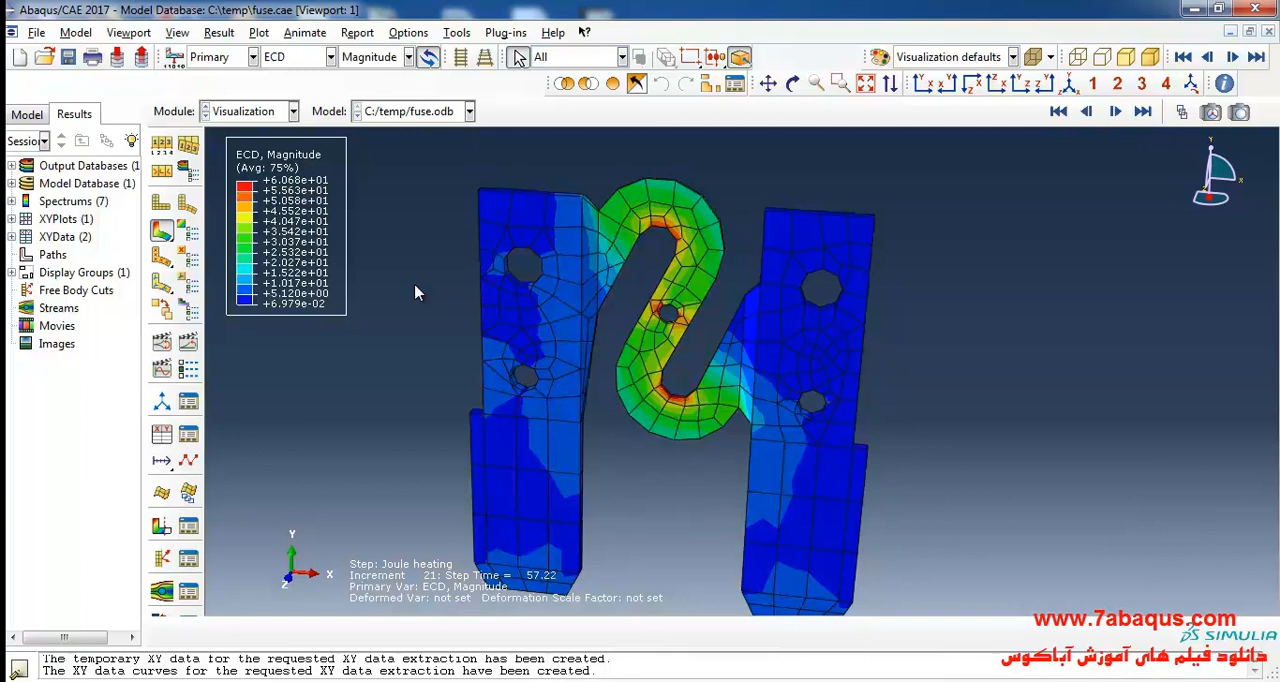 Abaqus/CAE 2017 - Model Database: C:\temp\fuse.cae [Viewport: 1]
File Model Viewport View Result Plot Animate Report Options Tools Plug-ins Help
Primary ECD Magnitude All Visualization defaults
1 2 3 4
Model Results Module: Visualization Model: C:/temp/fuse.odb
Sessio
Output Databases (1
Model Database (1)
Spectrums (7)
XYPlots (1)
XYData (2)
Paths
Display Groups (1)
Free Body Cuts
Streams
Movies
Images
ECD, Magnitude
(Avg: 75%)
+6.068e+01
+5.563e+01
+5.058e+01
+4.552e+01
+4.047e+01
+3.542e+01
+3.037e+01
+2.532e+01
+2.027e+01
+1.522e+01
+1.017e+01
+5.120e+00
+6.979e-02
Y
X
Z
Y
X
Z
Step: Joule heating
Increment 21: Step Time = 57.22
Primary Var: ECD, Magnitude
Deformed Var: not set Deformation Scale Factor: not set
www.7abaqus.com
SIMULIA
دانلود فیلم های آموزش آباکوس
The temporary XY data for the requested XY data extraction has been created.
The XY data curves for the requested XY data extraction have been created.